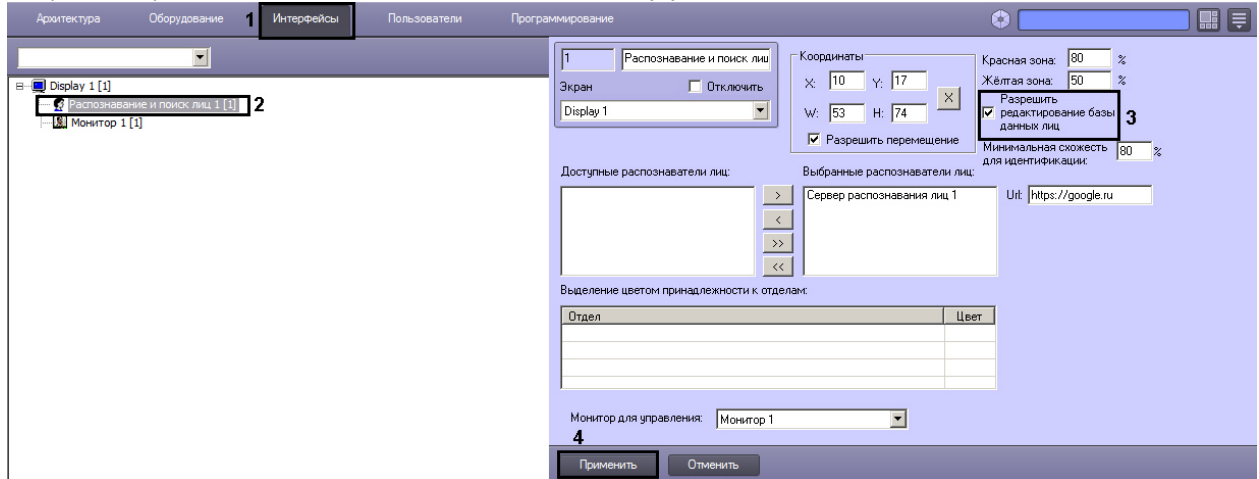 Архитектура Оборудование 1 Интерфейсы Пользователи Программирование
Display 1 [1]
Распознавание и поиск лиц 1 [1] 2
Монитор 1 [1]
1 Распознавание и поиск лиц
Экран Отключить
Display 1
Координаты
X: 10 Y: 17 X
W: 53 H: 74
Разрешить перемещение
Красная зона: 80 %
Жёлтая зона: 50 %
Разрешить
редактирование базы 3
данных лиц
Минимальная схожесть 80 %
для идентификации:
Доступные распознаватели лиц: Выбранные распознаватели лиц:
> Сервер распознавания лиц 1 Url: https://google.ru
<
>>
<<
Выделение цветом принадлежности к отделам:
Отдел Цвет
Монитор для управления: Монитор 1
4
Применить Отменить